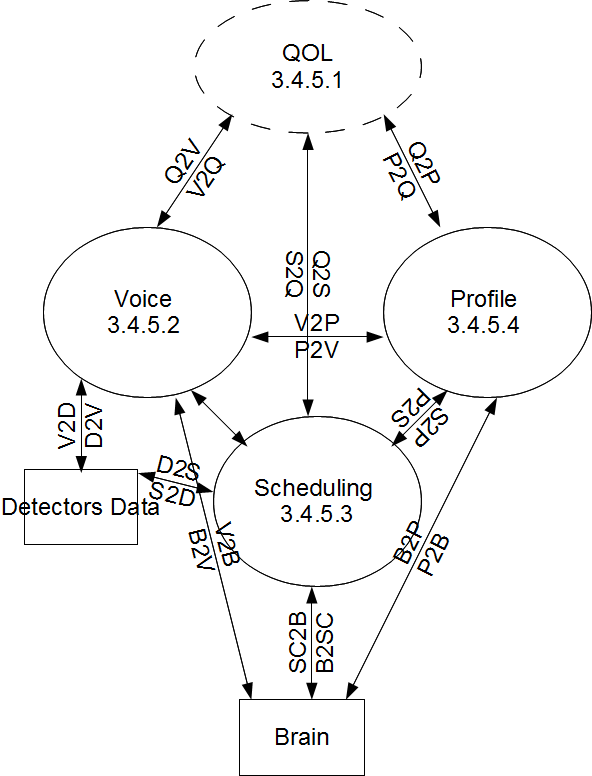 QOL
3.4.5.1
Q2V
V2Q
Q2P
P2Q
Q2S
S2Q
Voice
3.4.5.2
Profile
3.4.5.4
V2P
P2V
V2D
D2V
S2P
P2S
D2S
S2D
Detectors Data
Scheduling
3.4.5.3
V2B
B2V
B2P
P2B
SC2B
B2SC
Brain